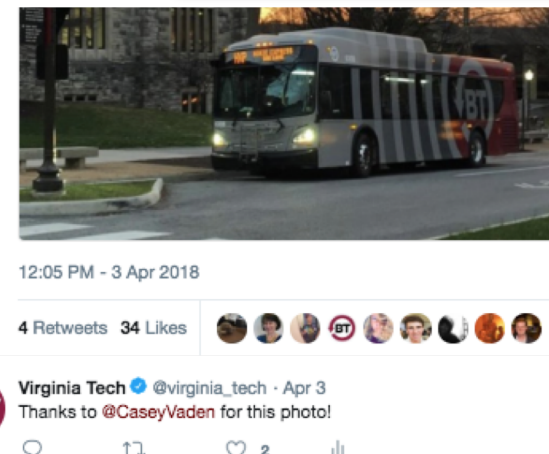 BT
12:05 PM - 3 Apr 2018
4 Retweets 34 Likes
BT
Virginia Tech @virginia_tech · Apr 3
Thanks to @CaseyVaden for this photo!
2